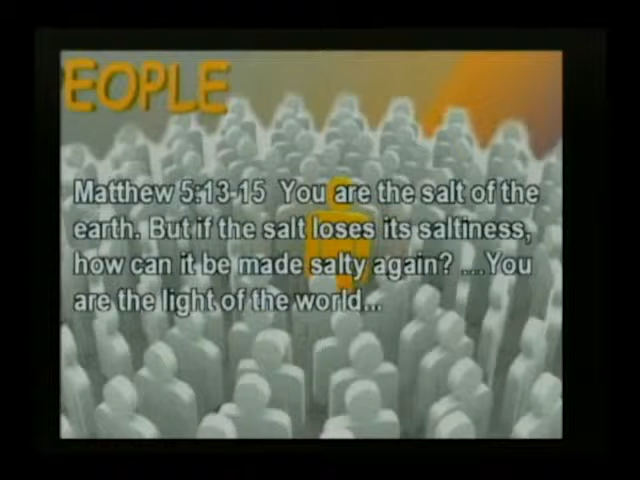 EOPLE
Matthew 5:13-15 You are the salt of the
earth. But if the salt loses its saltiness,
how can it be made salty again? ...You
are the light of the world...